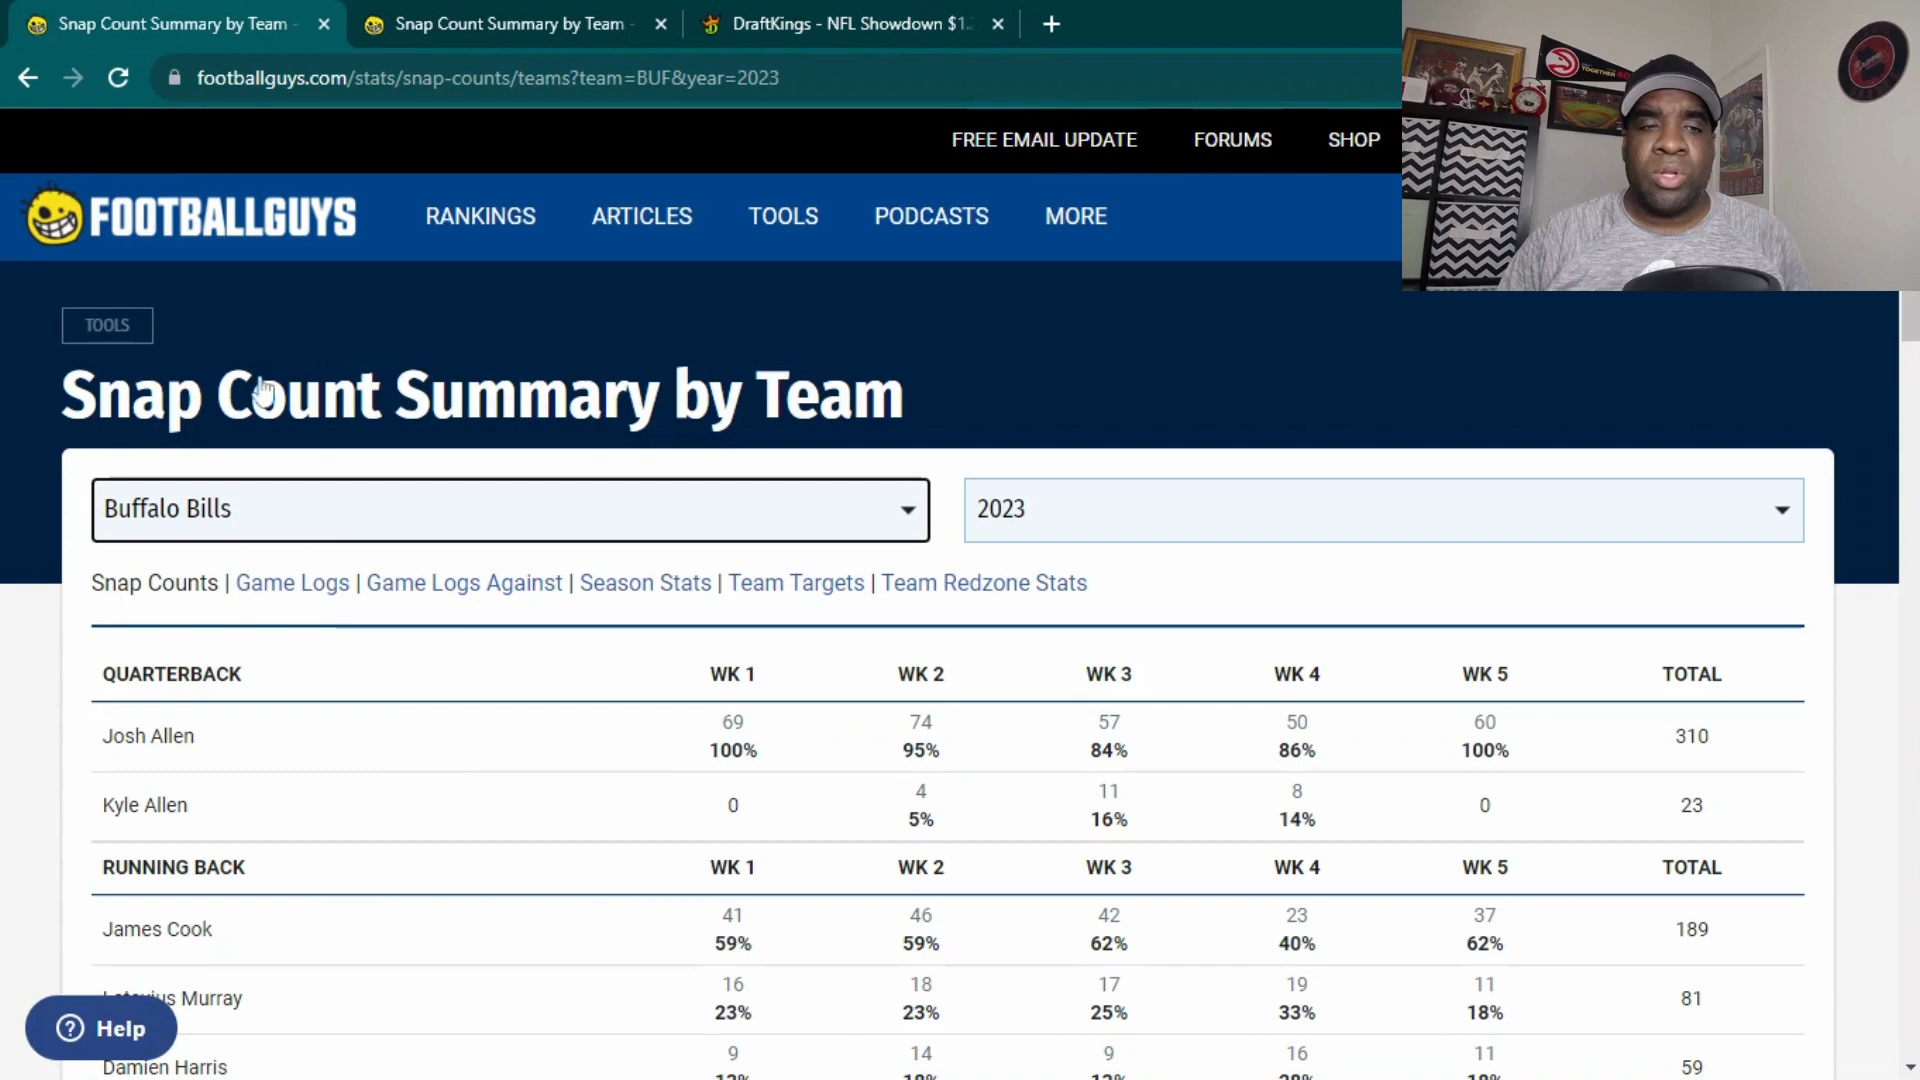 Snap Count Summary by Team -
Snap Count Summary by Team -
DraftKings - NFL Showdown $1.
footballguys.com/stats/snap-counts/teams?team=BUF&year=2023
FREE EMAIL UPDATE FORUMS SHOP
FOOTBALLGUYS RANKINGS ARTICLES TOOLS PODCASTS MORE
TOOLS
Snap Count Summary by Team
Buffalo Bills 2023
Snap Counts | Game Logs | Game Logs Against | Season Stats | Team Targets | Team Redzone Stats
QUARTERBACK WK 1 WK 2 WK 3 WK 4 WK 5 TOTAL
69 74 57 50 60
Josh Allen 310
100% 95% 84% 86% 100%
4 11 8
Kyle Allen 0 0 23
5% 16% 14%
RUNNING BACK WK 1 WK 2 WK 3 WK 4 WK 5 TOTAL
41 46 42 23 37
James Cook 189
59% 59% 62% 40% 62%
16 18 17 19 11
Murray 81
23% 23% 25% 33% 18%
9 14 9 16 11
Damien Harris 59
Help
TOGETHER